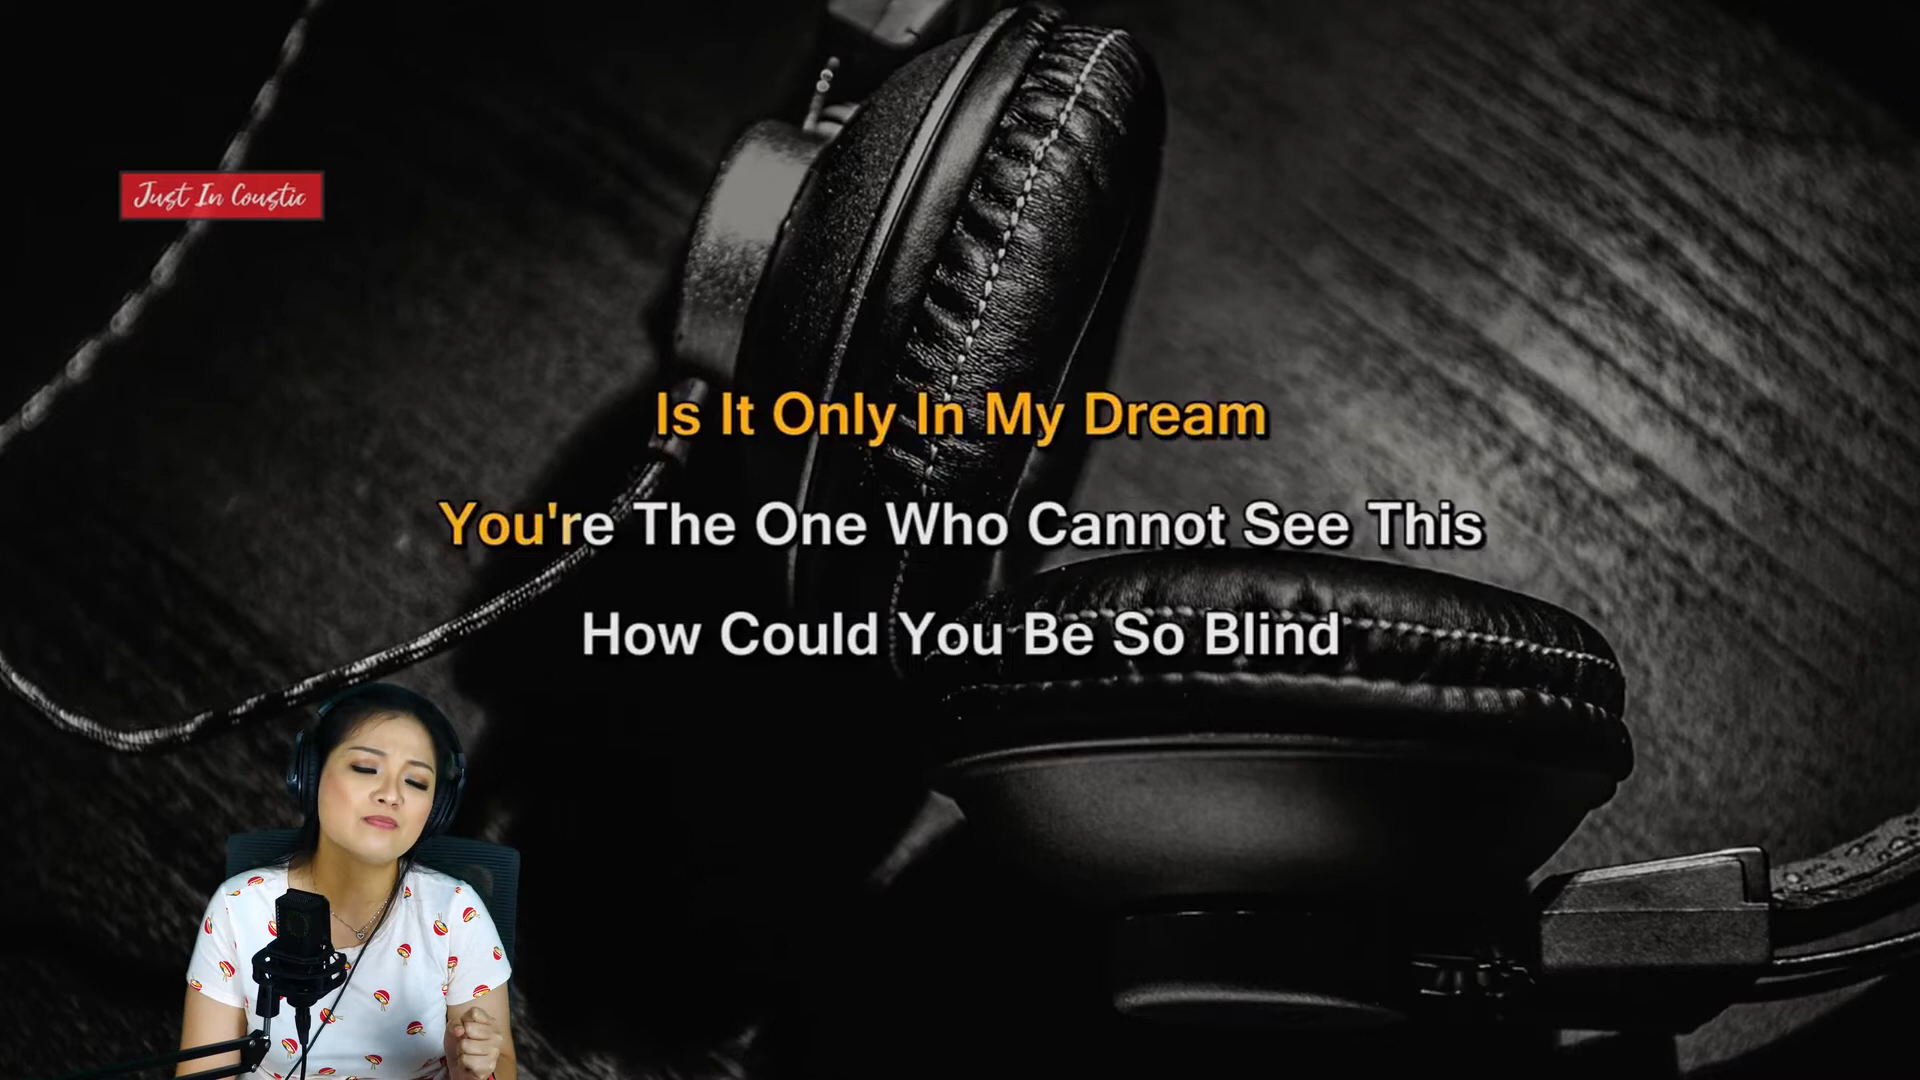 Just In Coustic
Is It Only In My Dream
You're The One Who Cannot See This
How Could You Be So Blind